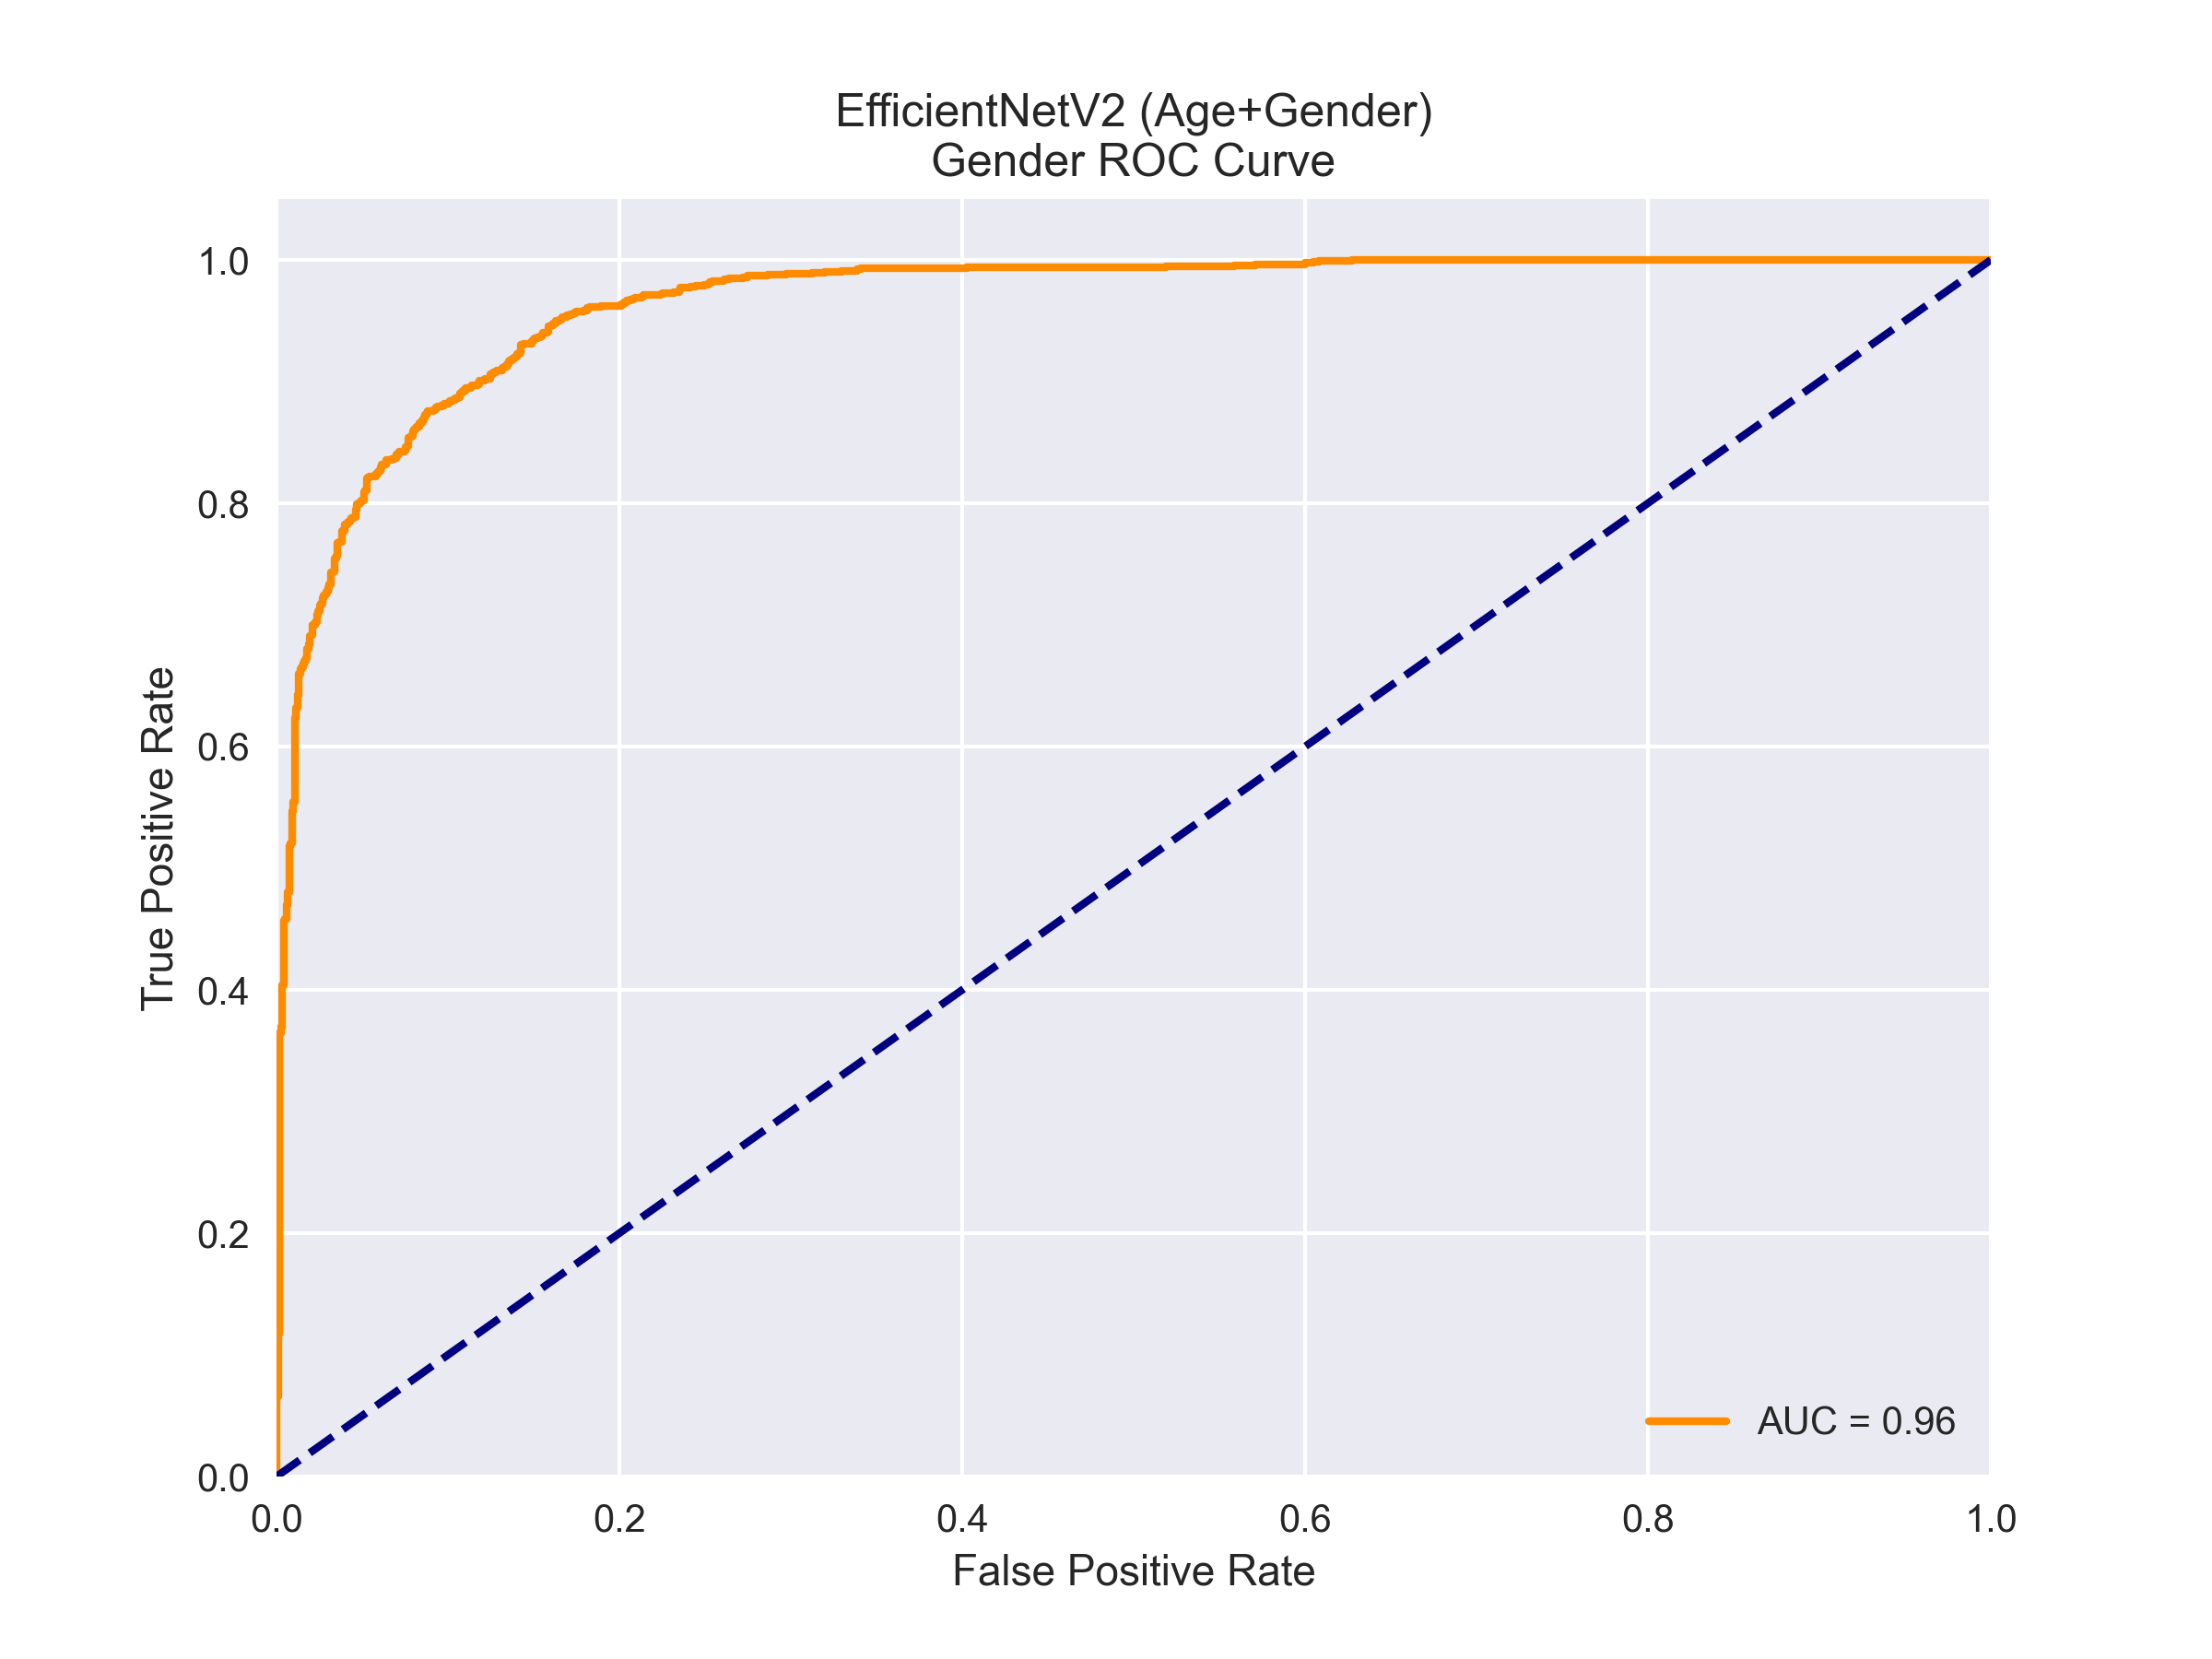 EfficientNetV2 (Age+Gender)
Gender ROC Curve
True Positive Rate
1.0
0.8
0.6
0.4
0.2
0.0
AUC = 0.96
0.0 0.2 0.4 0.6 0.8 1.0
False Positive Rate